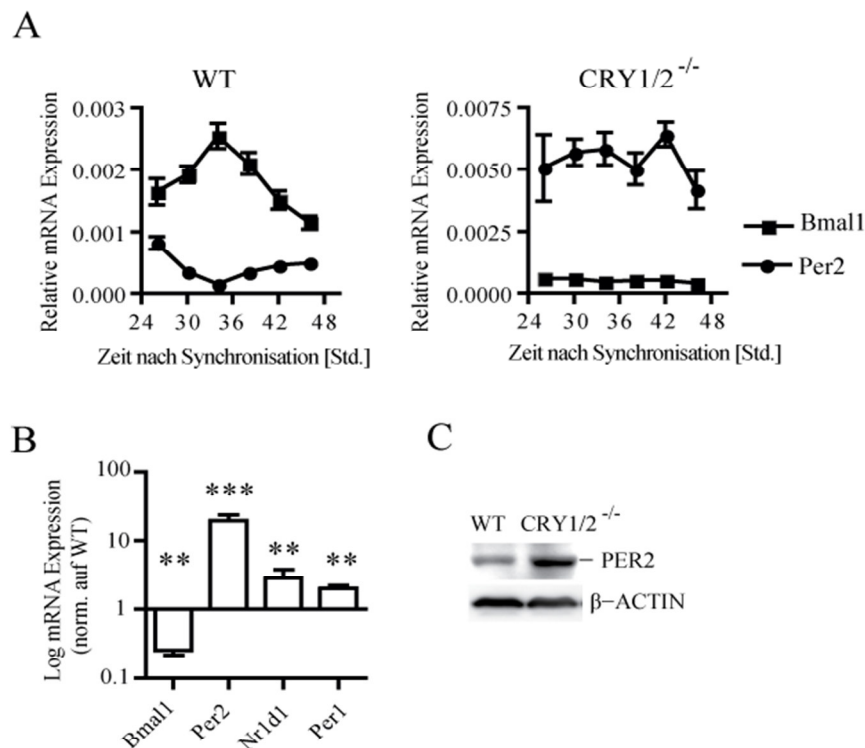 A
WT
CRY1/2 -/-
Relative mRNA Expression
0.003
0.002
0.001
0.000
24 30 36 42 48
Zeit nach Synchronisation [Std.]
Relative mRNA Expression
0.0075
0.0050
0.0025
0.0000
24 30 36 42 48
Zeit nach Synchronisation [Std.]
Bmal1
Per2
B
Log mRNA Expression
(norm. auf WT)
100
10
1
0.1
** *** ** **
Bmal1 Per2 Nr1d1 Per1
C
WT CRY1/2 -/-
– PER2
β−ACTIN